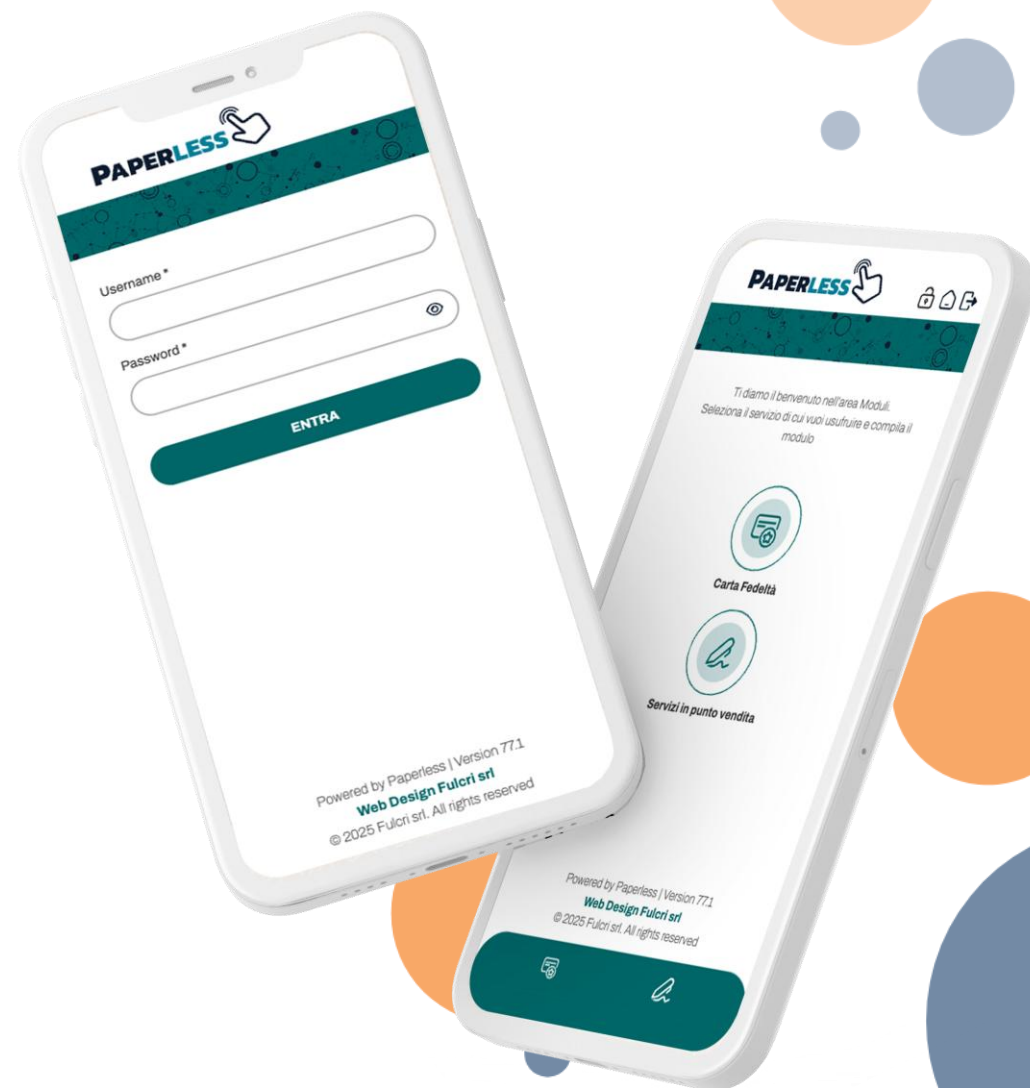 PAPERLESS
Username *
Password *
ENTRA
Powered by Paperless | Version 77.1
Web Design Fulcri srl
© 2025 Fulcri srl. All rights reserved
PAPERLESS
Ti diamo il benvenuto nell'area Moduli.
Seleziona il servizio di cui vuoi usufruire e compila il
modulo
Carta Fedeltà
Servizi in punto vendita
Powered by Paperless | Version 77.1
Web Design Fulcri srl
© 2025 Fulcri srl. All rights reserved